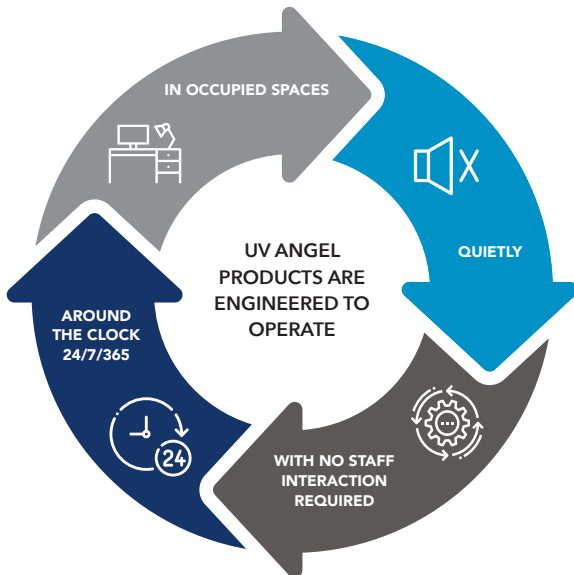 IN OCCUPIED SPACES
QUIETLY
UV ANGEL
PRODUCTS ARE
ENGINEERED TO
OPERATE
AROUND
THE CLOCK
24/7/365
24
WITH NO STAFF
INTERACTION
REQUIRED